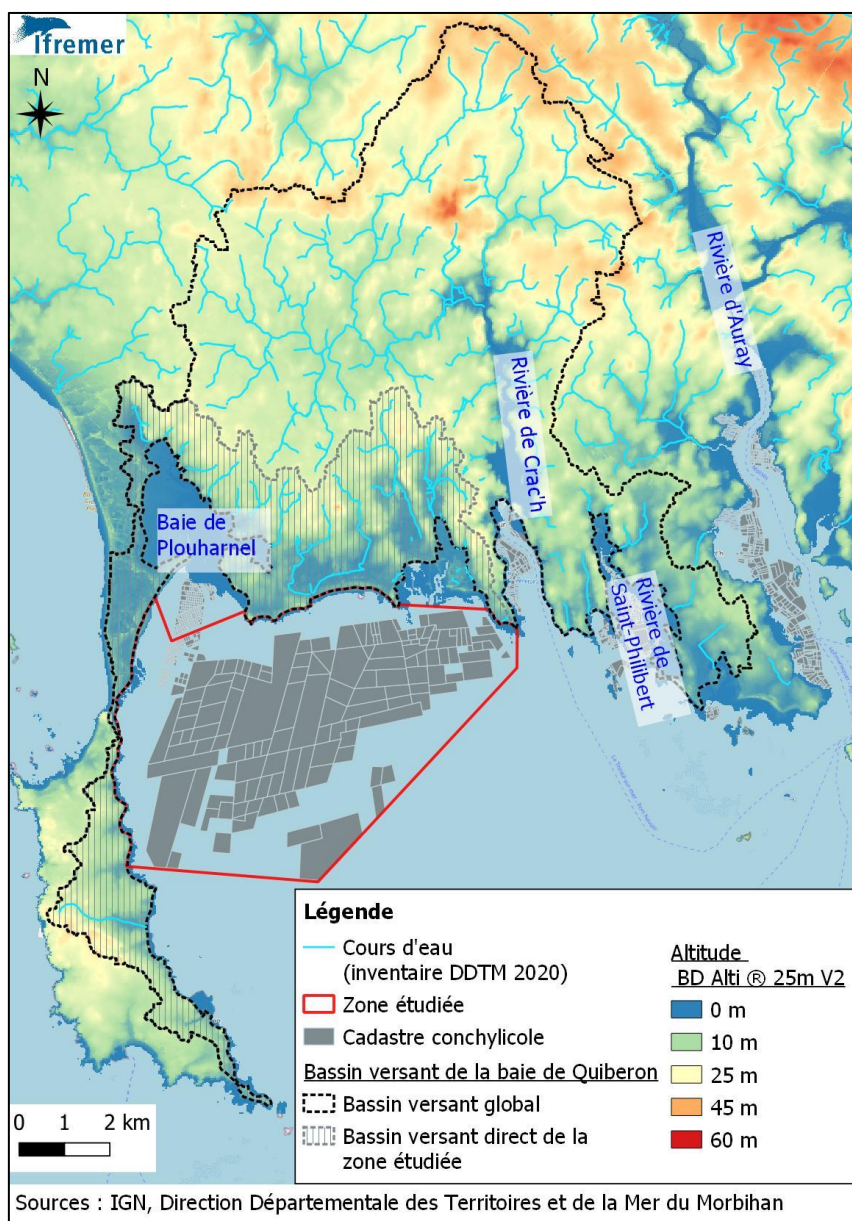 Ifremer
N
Rivière d'Auray
Rivière de Crac'h
Baie de
Plouharnel
Rivière de
Saint-Philibert
Légende
Cours d'eau
(inventaire DDTM 2020)
Zone étudiée
Cadastre conchylicole
Bassin versant de la baie de Quiberon
Bassin versant global
Bassin versant direct de la
zone étudiée
Altitude
BD Alti ® 25m V2
0 m
10 m
25 m
45 m
60 m
0 1 2 km
Sources : IGN, Direction Départementale des Territoires et de la Mer du Morbihan